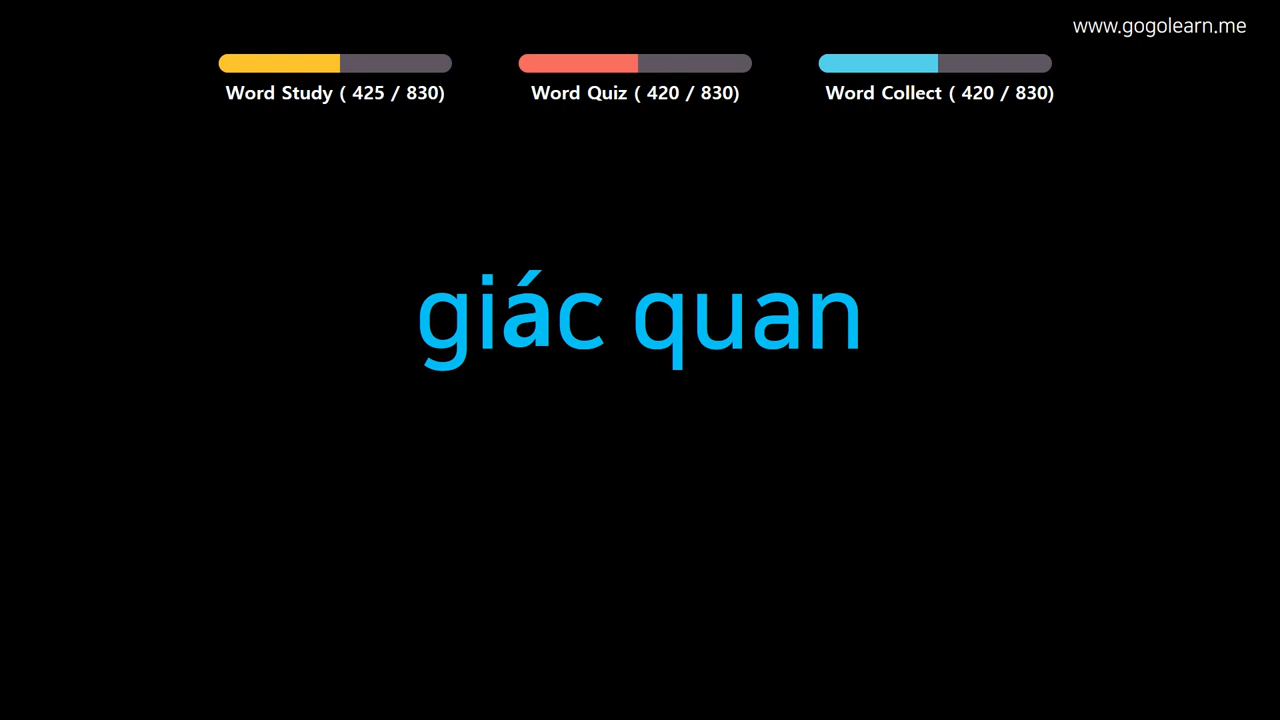 www.gogolearn.me
Word Study ( 425 / 830)
Word Quiz ( 420 / 830)
Word Collect ( 420 / 830)
giác quan